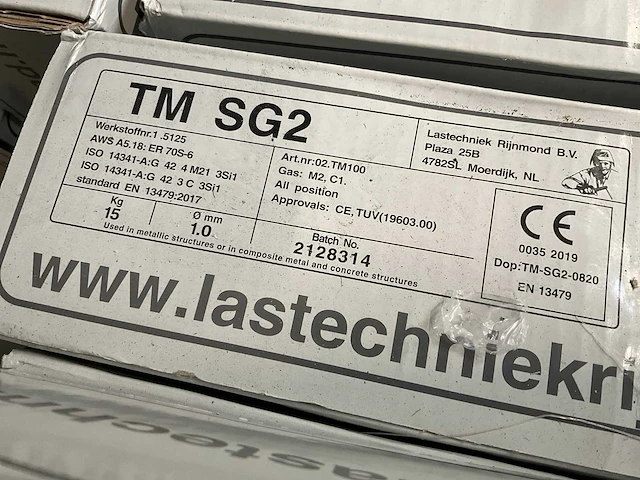 TM SG2
Werkstoffnr.1 .5125
AWS A5.18: ER 70S-6
ISO 14341-A:G 42 4 M21 3Si1
ISO 14341-A:G 42 3 C 3Si1
standard EN 13479:2017
Kg
15
Ø mm
1.0
Art.nr:02.TM100
Gas: M2, C1.
All position
Approvals: CE,TUV(19603.00)
Batch No.
2128314
Lastechniek Rijnmond B.V.
Plaza 25B
4782SL Moerdijk, NL
CE
0035 2019
Dop:TM-SG2-0820
EN 13479
Used in metallic structures or in composite metal and concrete structures
www.lastechniekrij